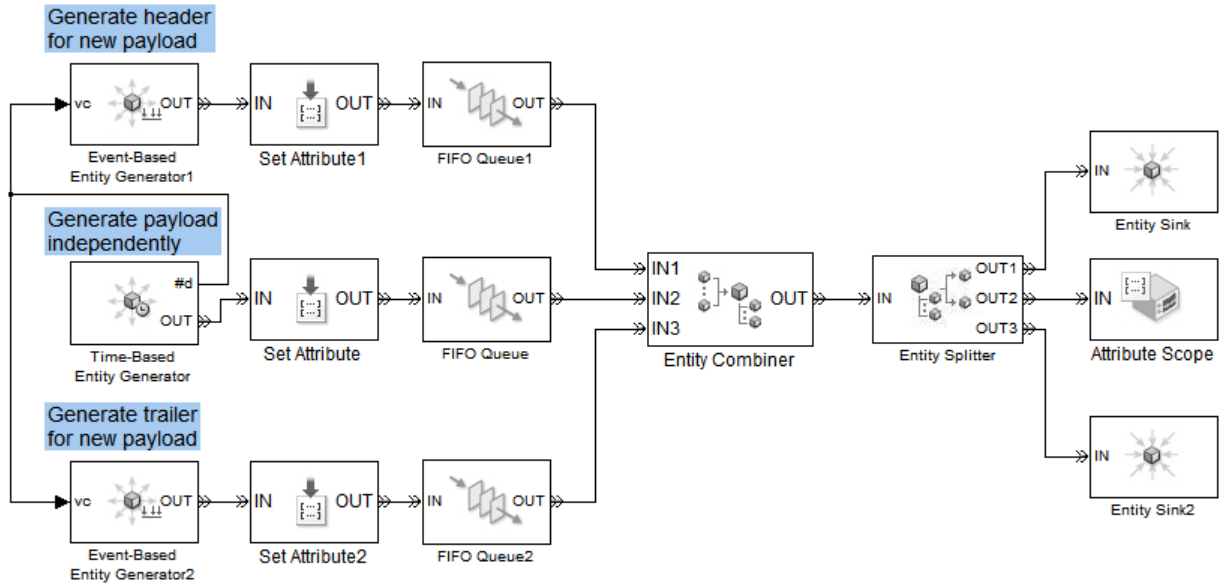 Generate header
for new payload
vc
OUT
Event-Based
Entity Generator1
IN
[...]
OUT
Set Attribute1
IN
OUT
FIFO Queue1
Generate payload
independently
#d
OUT
Time-Based
Entity Generator
IN
[...]
OUT
Set Attribute
IN
OUT
FIFO Queue
Generate trailer
for new payload
vc
OUT
Event-Based
Entity Generator2
IN
[...]
OUT
Set Attribute2
IN
OUT
FIFO Queue2
IN1
IN2
IN3
OUT
Entity Combiner
IN
OUT1
OUT2
OUT3
Entity Splitter
IN
Entity Sink
IN
[...]
Attribute Scope
IN
Entity Sink2